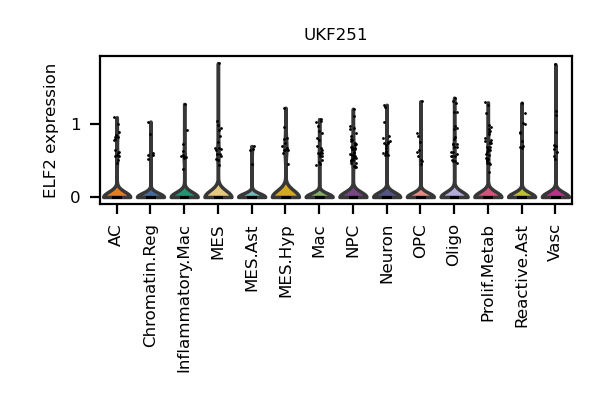 UKF251
ELF2 expression
1
0
AC
Chromatin.Reg
Inflammatory.Mac
MES
MES.Ast
MES.Hyp
Mac
NPC
Neuron
OPC
Oligo
Prolif.Metab
Reactive.Ast
Vasc